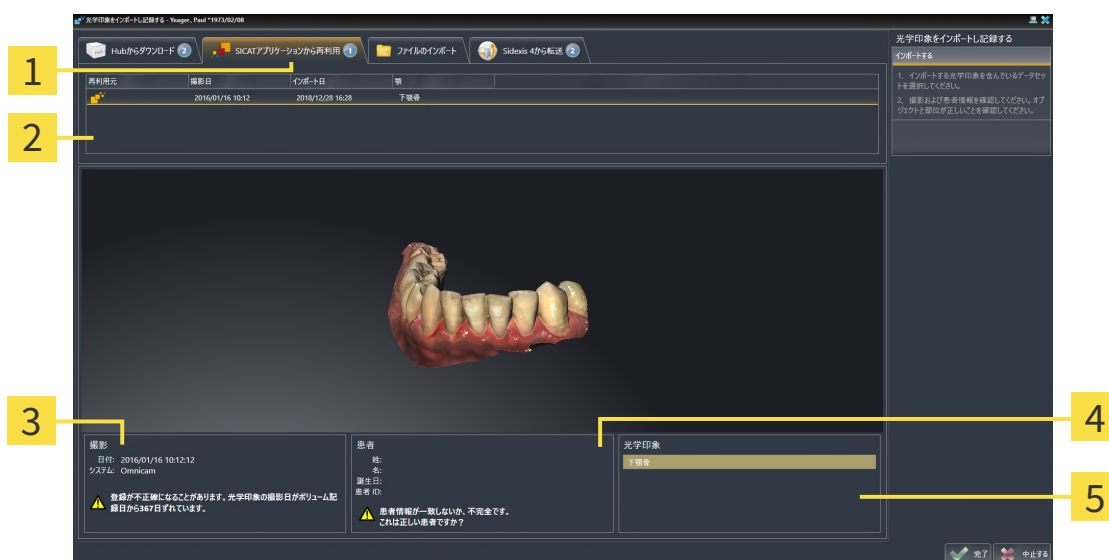 光学印象をインポートし記録する - Yeager, Paul *1973/02/08
Hubからダウンロード 2
SICATアプリケーションから再利用 1
ファイルのインポート
Sidexis 4から転送 2
再利用元 撮影日 インポート日 顎
2016/01/16 10:12 2018/12/28 16:28 下顎骨
光学印象をインポートし記録する
インポートする
1. インポートする光学印象を含んでいるデータセッ
トを選択してください。
2. 撮影および患者情報を確認してください。オブ
ジェクトと部位が正しいことを確認してください。
1
2
3
4
5
撮影
日付: 2016/01/16 10:12:12
システム: Omnicam
登録が不正確になることがあります。光学印象の撮影日がボリューム記
録日から367日ずれています。
患者
姓:
名:
誕生日:
患者 ID:
患者情報が一致しないか、不完全です。
これは正しい患者ですか？
光学印象
下顎骨
完了
中止する